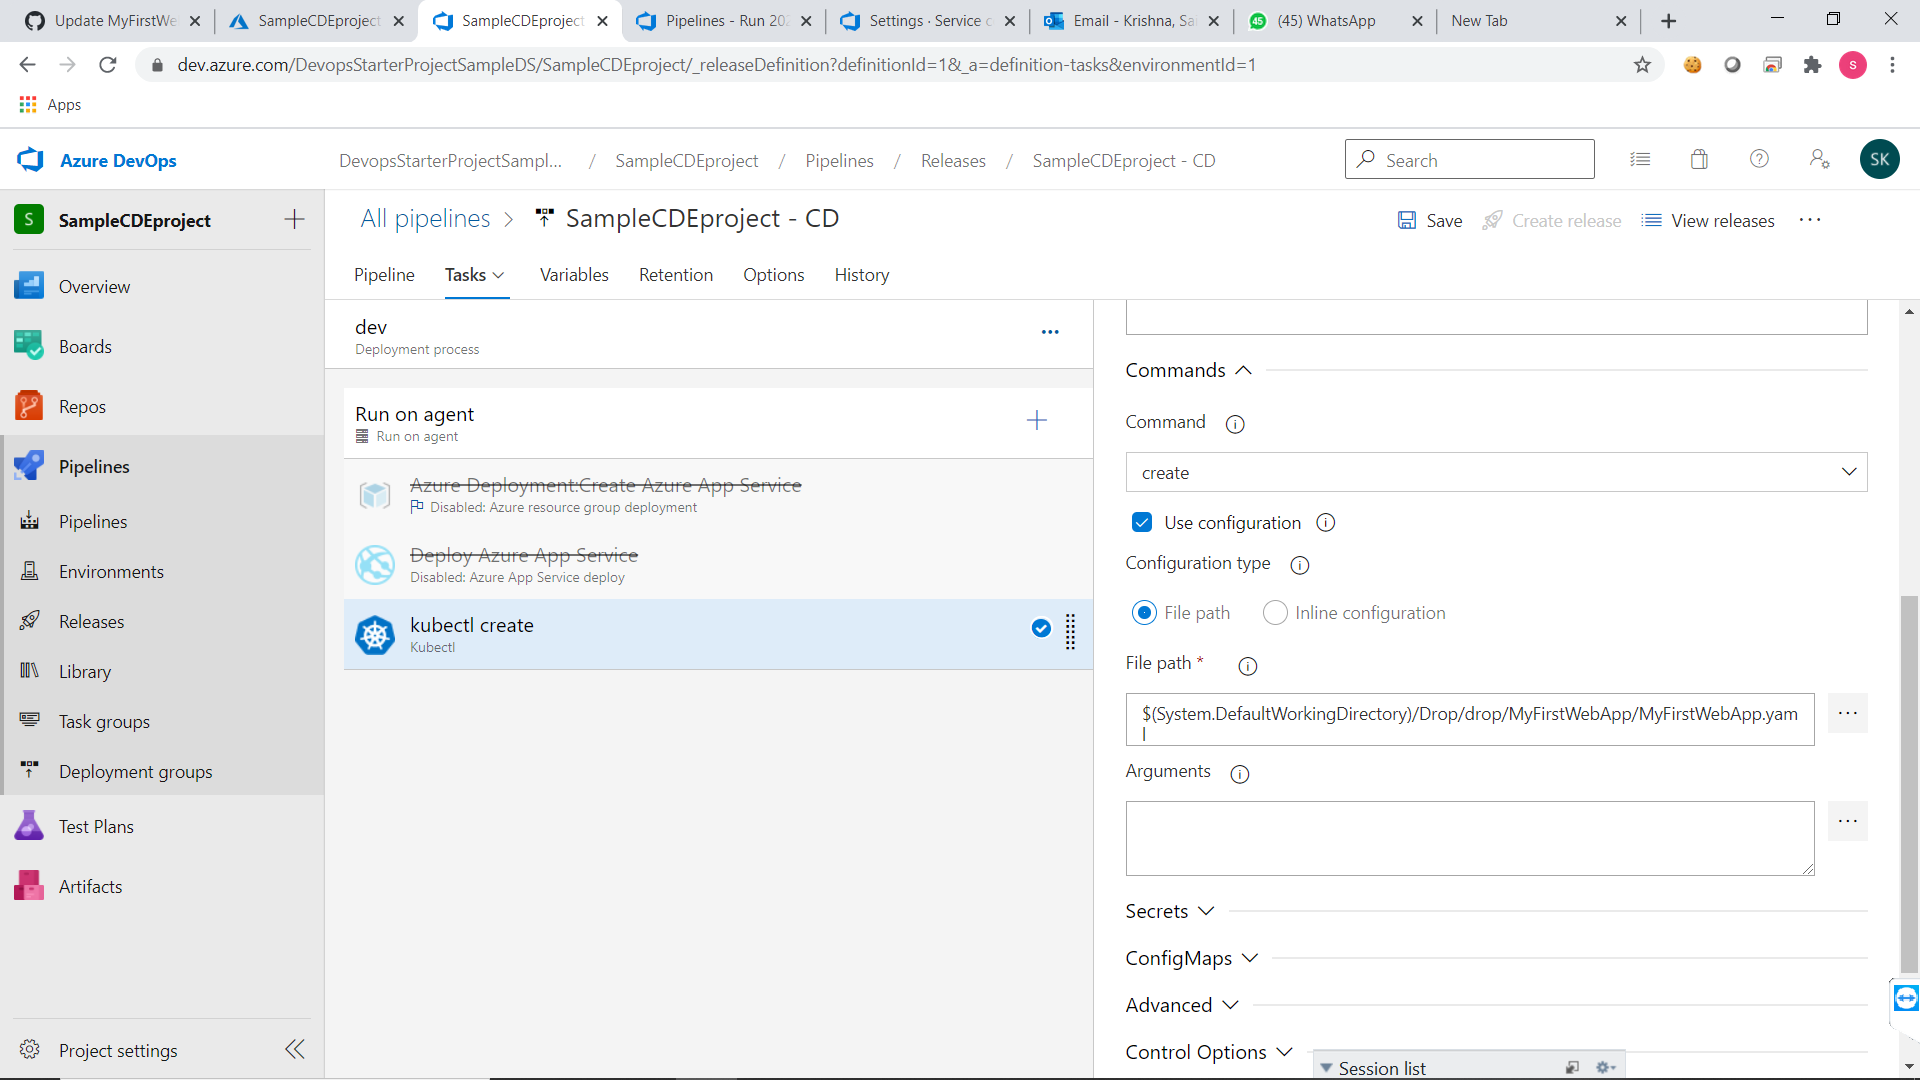 Update MyFirstWe
SampleCDEproject
SampleCDEproject
Pipelines - Run 202
Settings · Service c
Email - Krishna, Sai
45
(45) WhatsApp
New Tab
dev.azure.com/DevopsStarterProjectSampleDS/SampleCDEproject/_releaseDefinition?definitionId=1&_a=definition-tasks&environmentId=1
s
Apps
Azure DevOps
DevopsStarterProjectSampl... / SampleCDEproject / Pipelines / Releases / SampleCDEproject - CD
Search
SK
S
SampleCDEproject
All pipelines > SampleCDEproject - CD
Save
Create release
View releases
...
Pipeline
Tasks
Variables
Retention
Options
History
Overview
Boards
Repos
Pipelines
Pipelines
Environments
Releases
Library
Task groups
Deployment groups
Test Plans
Artifacts
Project settings
dev
Deployment process
Run on agent
Run on agent
Azure Deployment:Create Azure App Service
Disabled: Azure resource group deployment
Deploy Azure App Service
Disabled: Azure App Service deploy
kubectl create
Kubectl
Commands
Command
create
Use configuration
Configuration type
File path
Inline configuration
File path *
$(System.DefaultWorkingDirectory)/Drop/drop/MyFirstWebApp/MyFirstWebApp.yam
l
Arguments
Secrets
ConfigMaps
Advanced
Control Options
Session list